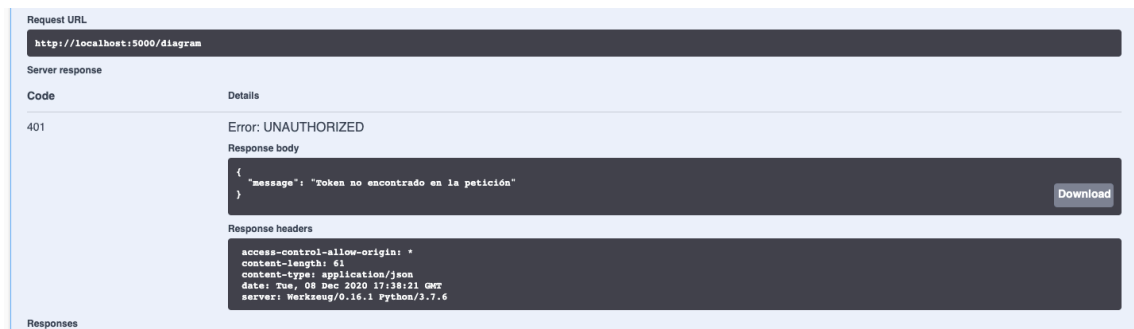 Request URL
http://localhost:5000/diagram
Server response
Code Details
401 Error: UNAUTHORIZED
Response body
{
"message": "Token no encontrado en la petición"
}
Download
Response headers
access-control-allow-origin: *
content-length: 61
content-type: application/json
date: Tue, 08 Dec 2020 17:38:21 GMT
server: Werkzeug/0.16.1 Python/3.7.6
Responses